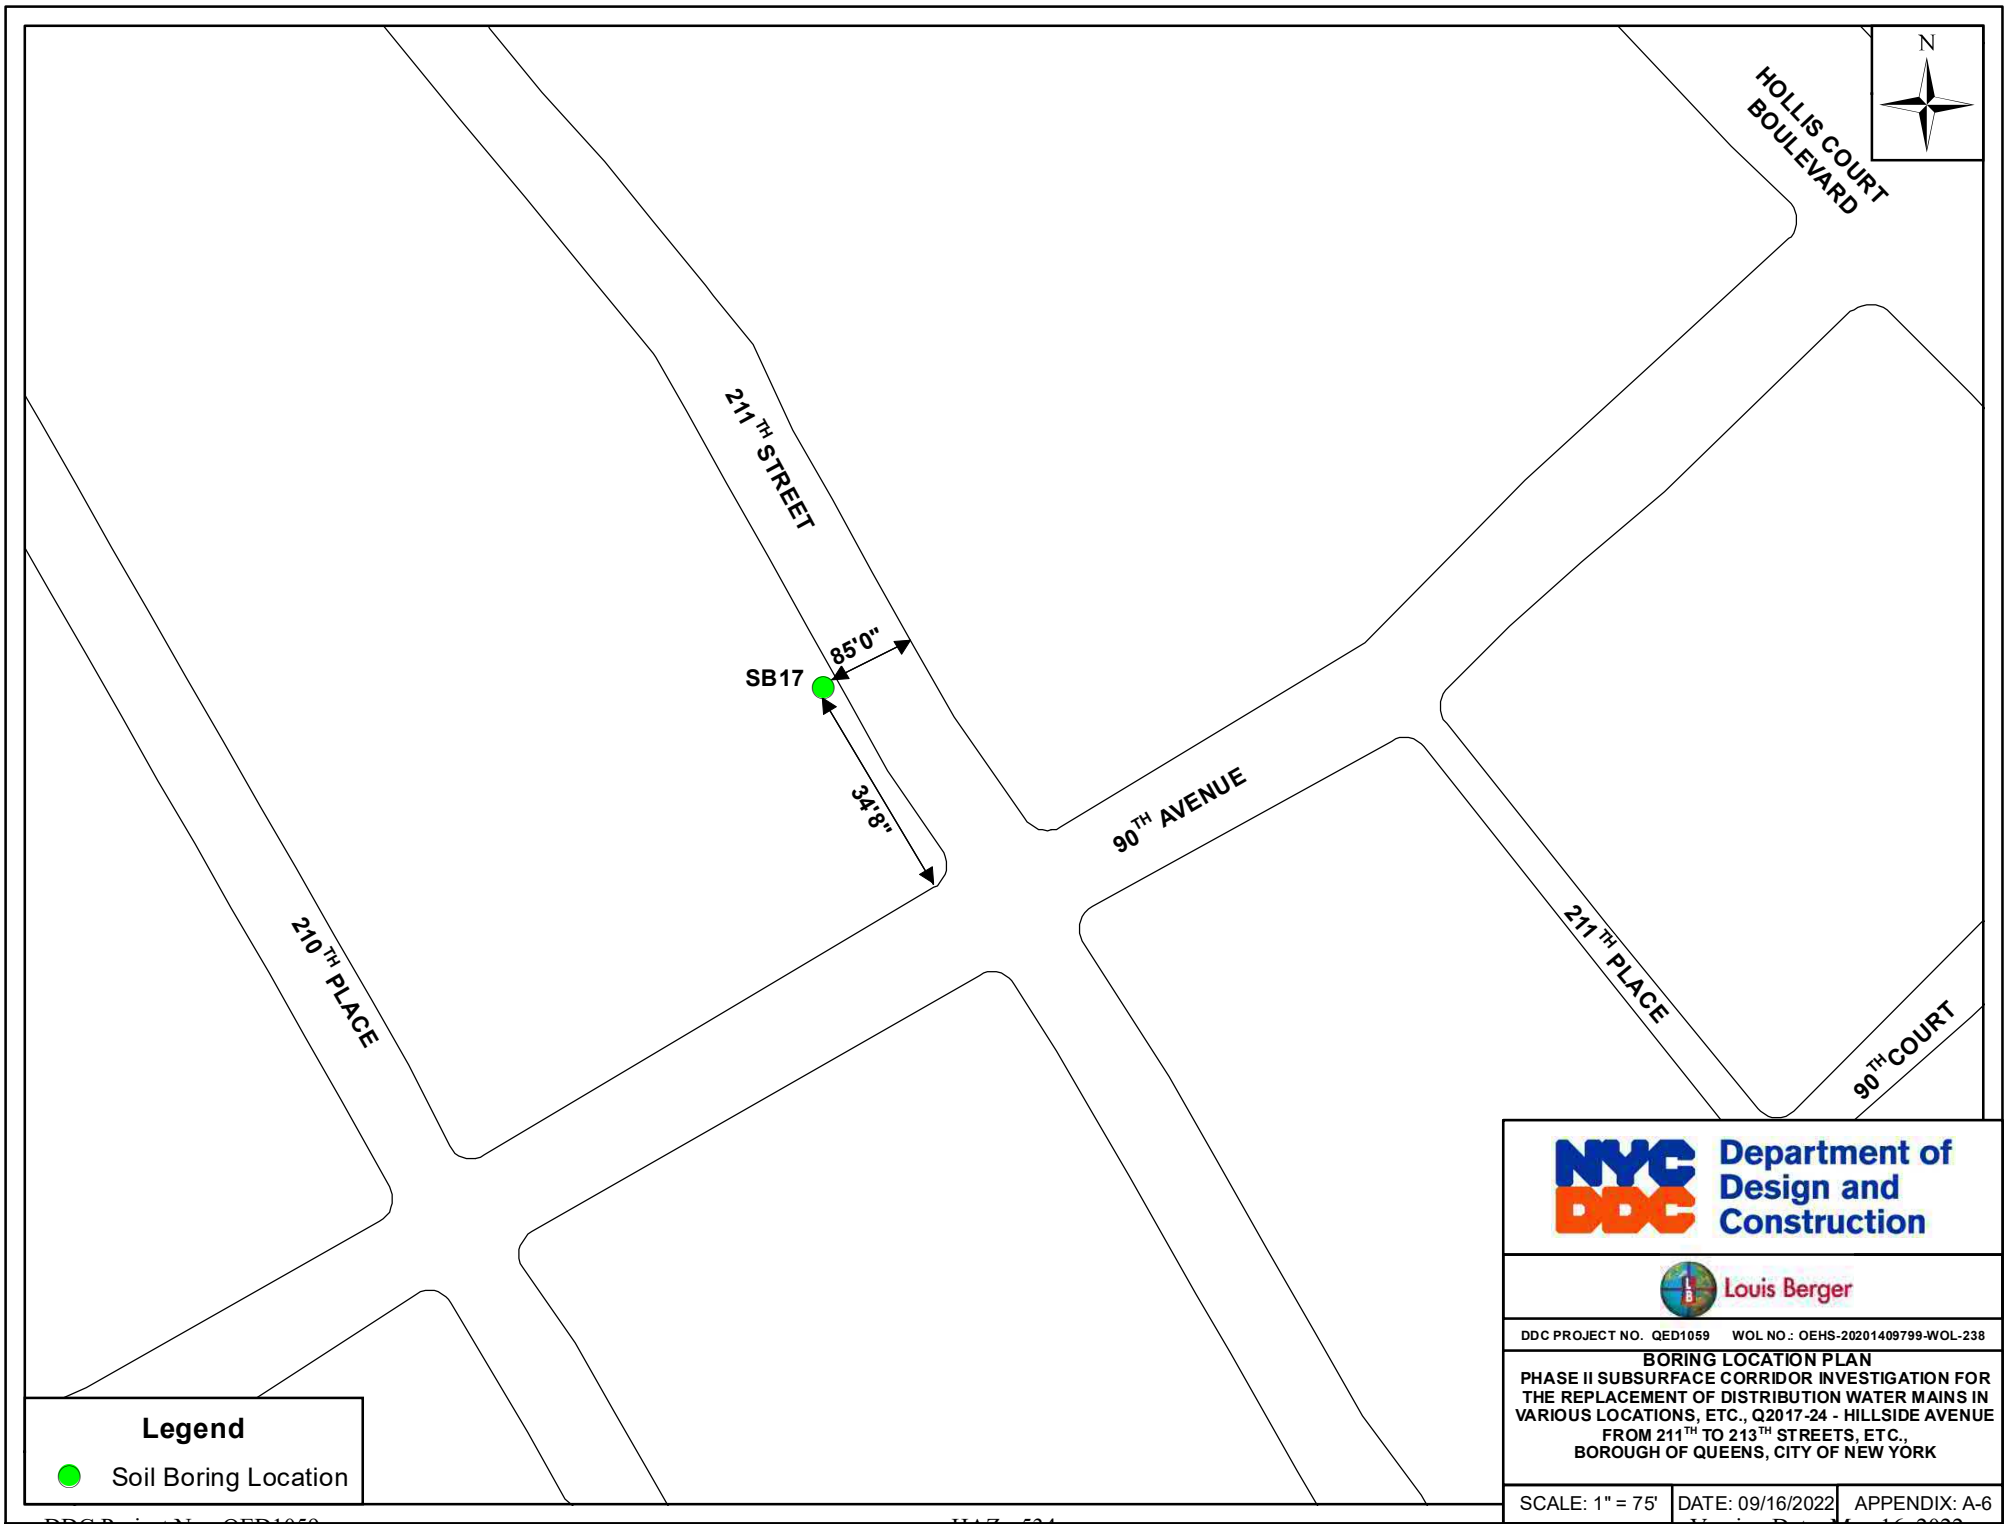 N
HOLLIS COURT
BOULEVARD
211TH STREET
85'0"
SB17
34'8"
90TH AVENUE
210TH PLACE
211TH PLACE
90TH COURT
NYC
DDC
Department of
Design and
Construction
LB
Louis Berger
DDC PROJECT NO. QED1059 WOL NO.: OEHS-20201409799-WOL-238
BORING LOCATION PLAN
PHASE II SUBSURFACE CORRIDOR INVESTIGATION FOR
THE REPLACEMENT OF DISTRIBUTION WATER MAINS IN
VARIOUS LOCATIONS, ETC., Q2017-24 - HILLSIDE AVENUE
FROM 211TH TO 213TH STREETS, ETC.,
BOROUGH OF QUEENS, CITY OF NEW YORK
SCALE: 1" = 75' DATE: 09/16/2022 APPENDIX: A-6
Legend
Soil Boring Location